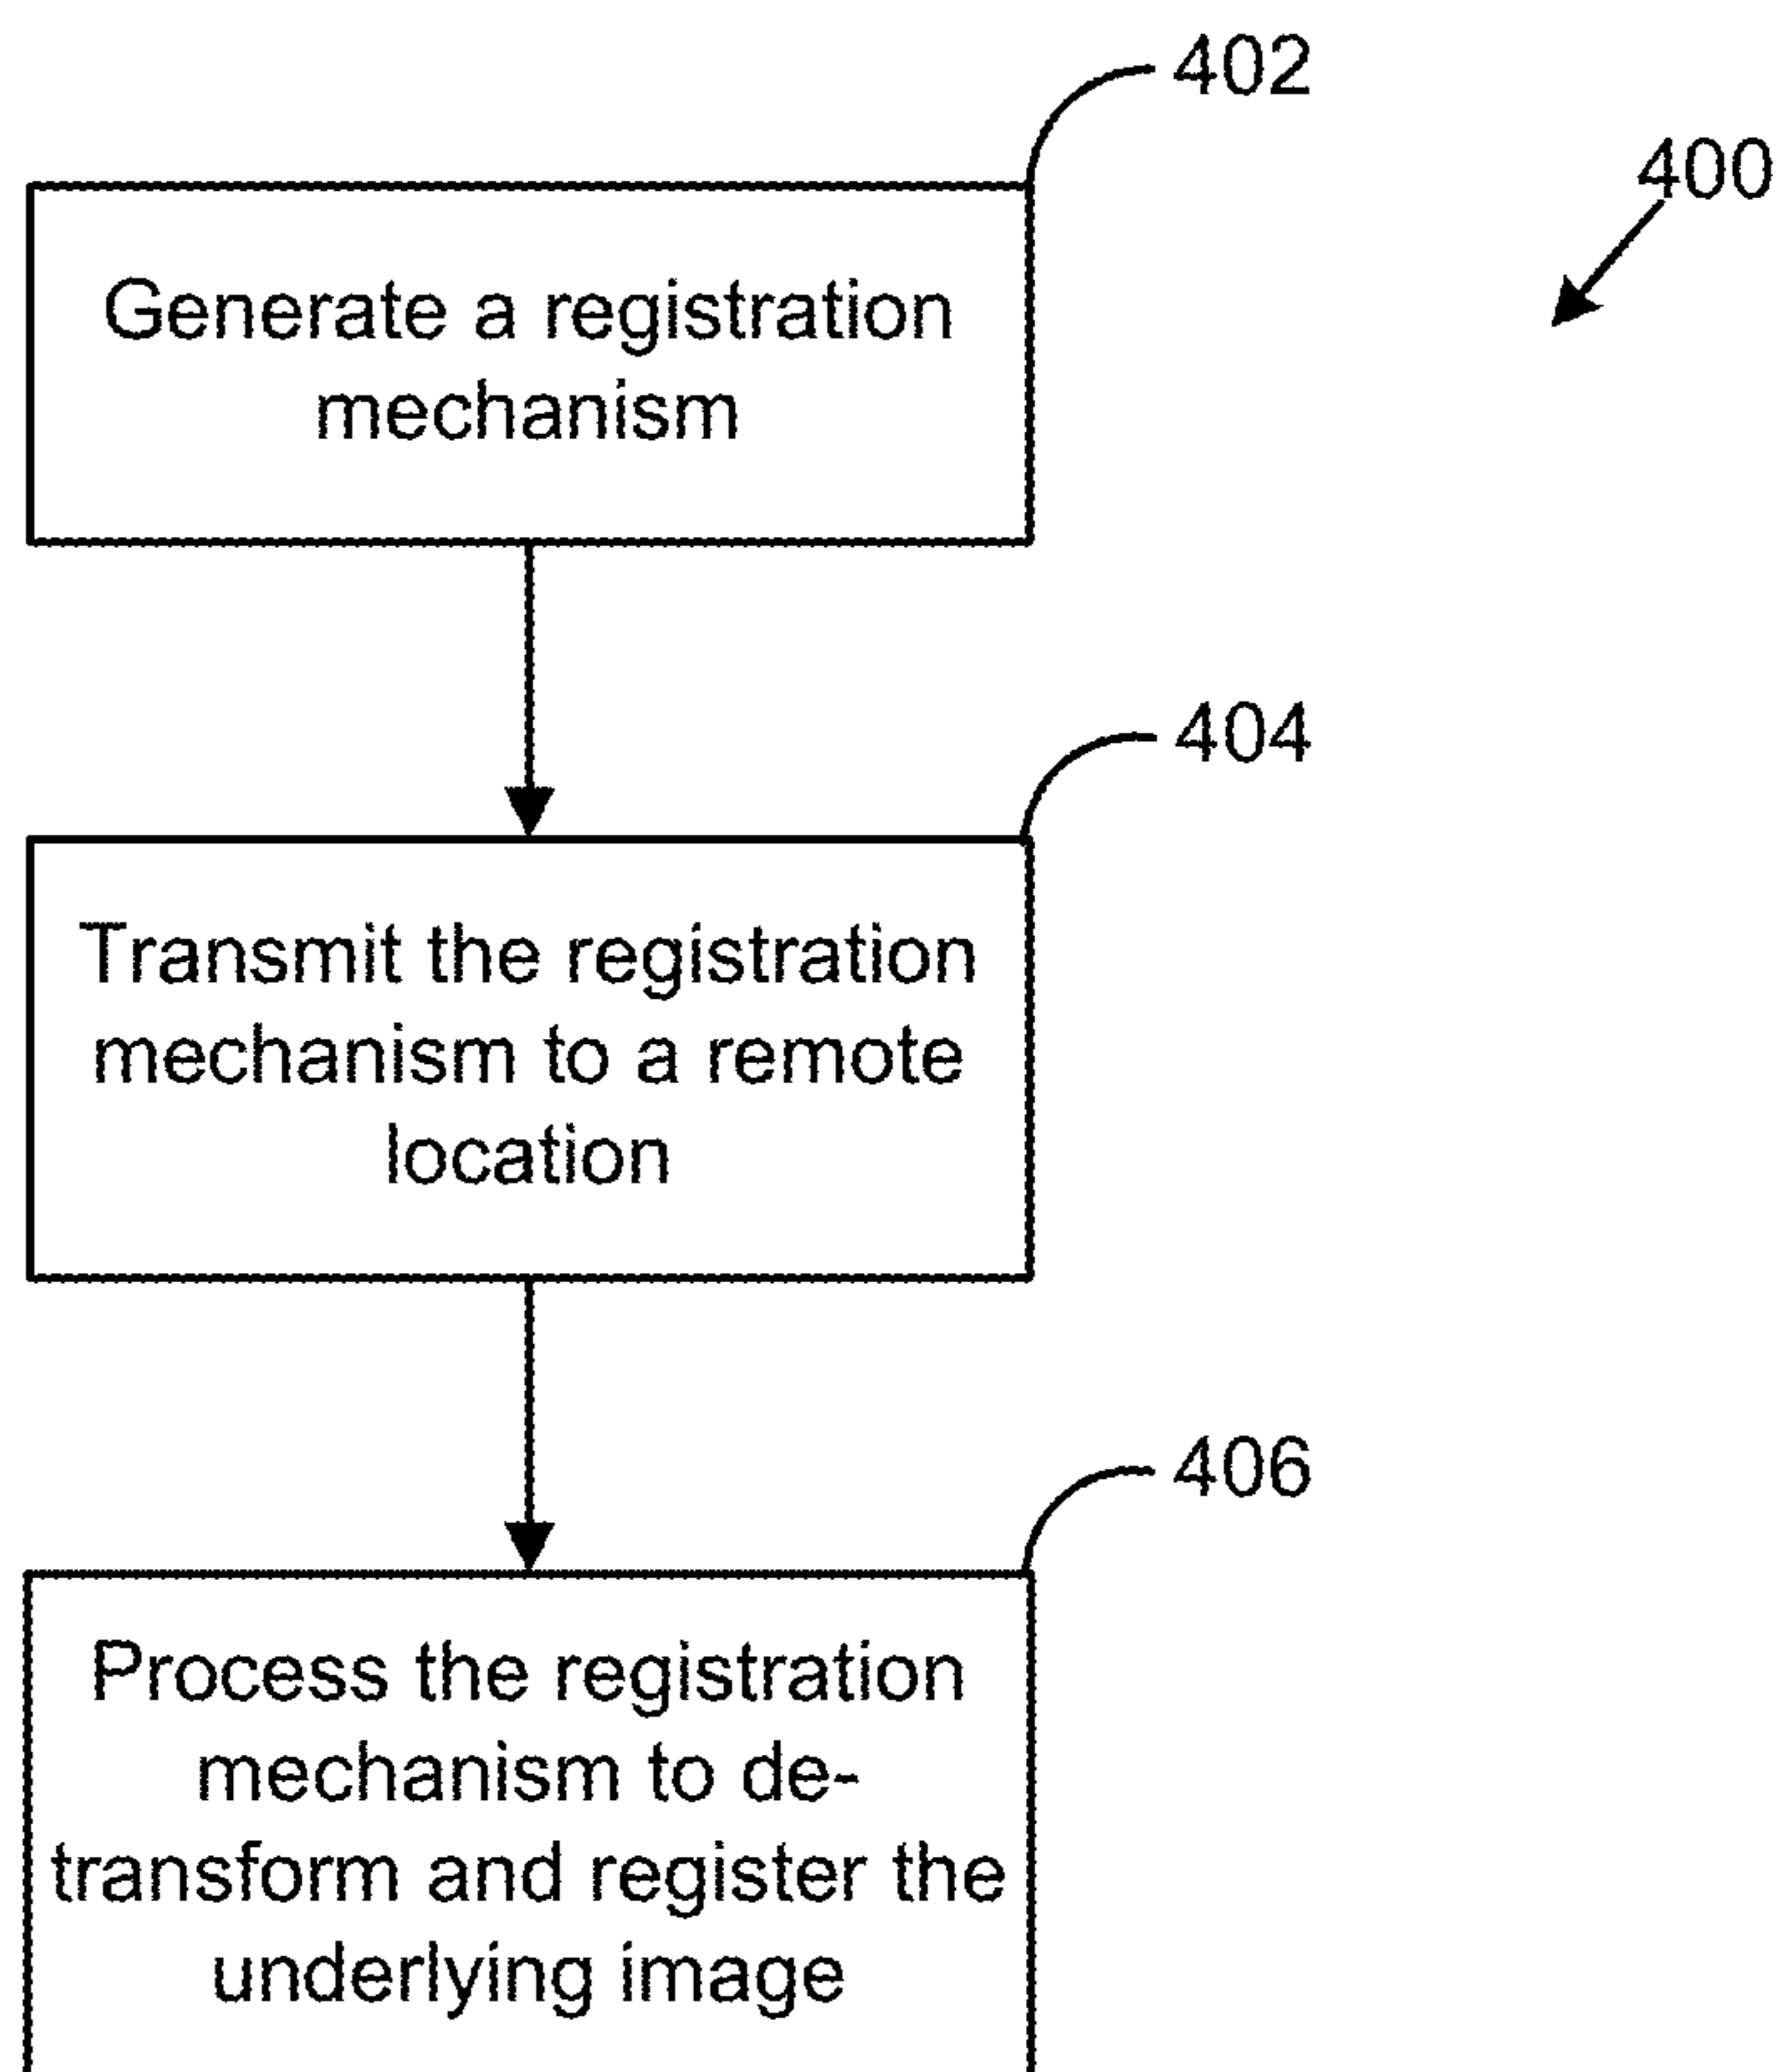 402
400
Generate a registration
mechanism
404
Transmit the registration
mechanism to a remote
location
406
Process the registration
mechanism to de-
transform and register the
underlying image